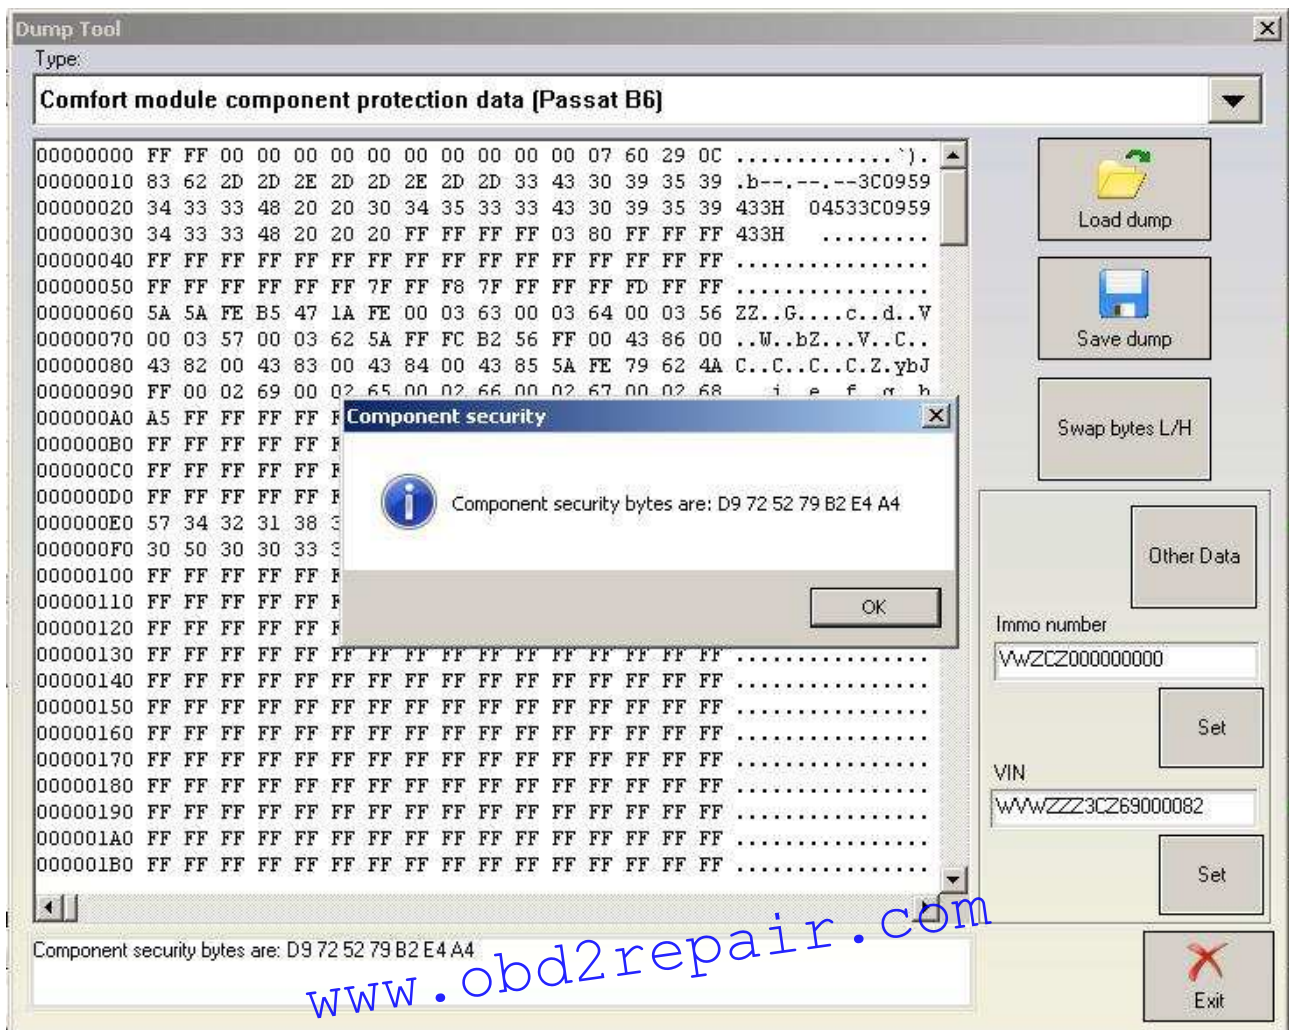 Dump Tool
Type:
Comfort module component protection data (Passat B6)
00000000 FF FF 00 00 00 00 00 00 00 00 00 00 07 60 29 0C .............`).
00000010 83 62 2D 2D 2E 2D 2D 2E 2D 2D 33 43 30 39 35 39 .b--.--.--3C0959
00000020 34 33 33 48 20 20 30 34 35 33 33 43 30 39 35 39 433H  04533C0959
00000030 34 33 33 48 20 20 20 FF FF FF FF 03 80 FF FF FF 433H   .........
00000040 FF FF FF FF FF FF FF FF FF FF FF FF FF FF FF FF ................
00000050 FF FF FF FF FF FF 7F FF F8 7F FF FF FF FD FF FF ................
00000060 5A 5A FE B5 47 1A FE 00 03 63 00 03 64 00 03 56 ZZ..G....c..d..V
00000070 00 03 57 00 03 62 5A FF FC B2 56 FF 00 43 86 00 ..W..bZ...V..C..
00000080 43 82 00 43 83 00 43 84 00 43 85 5A FE 79 62 4A C..C..C..C.Z.ybJ
00000090 FF 00 02 69 00 02 65 00 02 66 00 02 67 00 02 68 ...i..e..f..g..h
000000A0 A5 FF FF FF FF
000000B0 FF FF FF FF FF
000000C0 FF FF FF FF FF
000000D0 FF FF FF FF FF
000000E0 57 34 32 31 38
000000F0 30 50 30 30 33
00000100 FF FF FF FF FF
00000110 FF FF FF FF FF
00000120 FF FF FF FF FF
00000130 FF FF FF FF FF FF FF FF FF FF FF FF FF FF FF FF ................
00000140 FF FF FF FF FF FF FF FF FF FF FF FF FF FF FF FF ................
00000150 FF FF FF FF FF FF FF FF FF FF FF FF FF FF FF FF ................
00000160 FF FF FF FF FF FF FF FF FF FF FF FF FF FF FF FF ................
00000170 FF FF FF FF FF FF FF FF FF FF FF FF FF FF FF FF ................
00000180 FF FF FF FF FF FF FF FF FF FF FF FF FF FF FF FF ................
00000190 FF FF FF FF FF FF FF FF FF FF FF FF FF FF FF FF ................
000001A0 FF FF FF FF FF FF FF FF FF FF FF FF FF FF FF FF ................
000001B0 FF FF FF FF FF FF FF FF FF FF FF FF FF FF FF FF ................
Component security
Component security bytes are: D9 72 52 79 B2 E4 A4
OK
Load dump
Save dump
Swap bytes L/H
Other Data
Immo number
VWZCZ000000000
Set
VIN
WVWZZZ3CZ69000082
Set
Component security bytes are: D9 72 52 79 B2 E4 A4
Exit
www.obd2repair.com